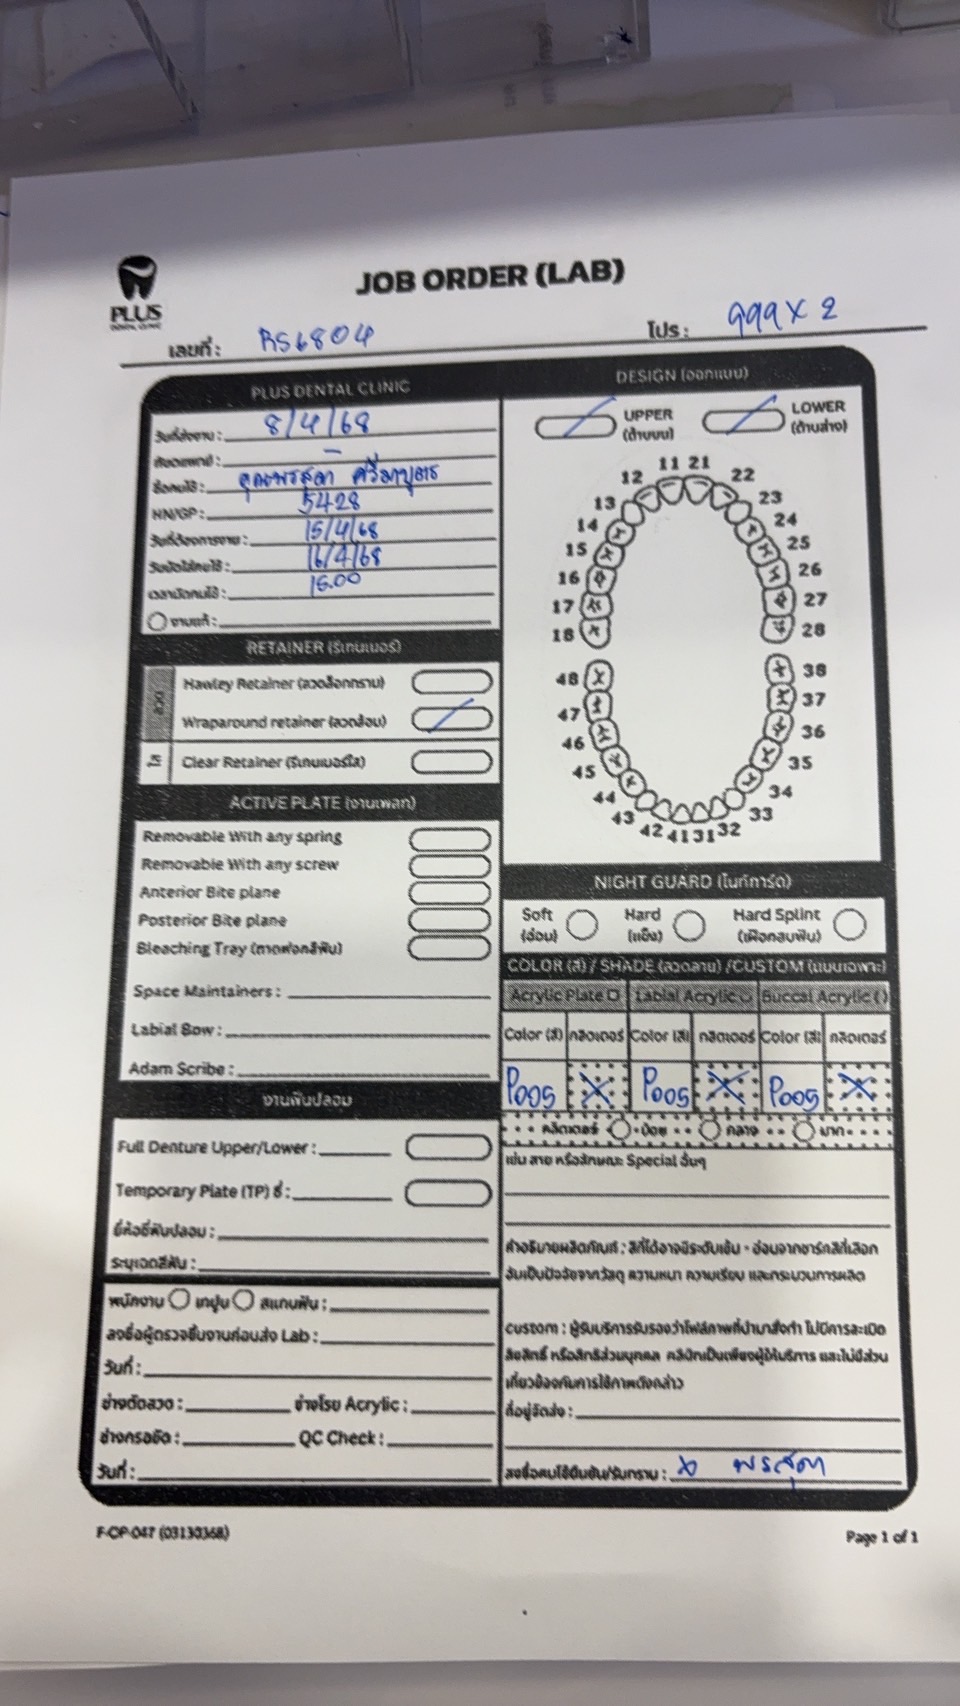 PLUS
DENTAL CLINIC
JOB ORDER (LAB)
เลขที่ : RS6804
โปร : 999 X 2
PLUS DENTAL CLINIC
วันที่ส่งงาน : 8/4/68
ทันตแพทย์ : -
ชื่อคนไข้ : คุณพรสุดา
HN/GP : 5428
วันที่ต้องการงาน : 15/4/68
วันนัดใส่คนไข้ : 16/4/68
เวลานัดคนไข้ : 15.00
งานแก้ :
RETAINER (รีเทนเนอร์)
ลวด
Hawley Retainer (ลวดล็อกกราม)
Wraparound retainer (ลวดอ้อม)
ใส
Clear Retainer (รีเทนเนอร์ใส)
ACTIVE PLATE (งานเพลท)
Removable With any spring
Removable With any screw
Anterior Bite plane
Posterior Bite plane
Bleaching Tray (ถาดฟอกสีฟัน)
Space Maintainers :
Labial Bow :
Adam Scribe :
งานฟันปลอม
Full Denture Upper/Lower :
Temporary Plate (TP) ซี่ :
ยี่ห้อซี่ฟันปลอม :
ระบุเฉดสีฟัน :
พนักงาน เทปูน สแกนฟัน :
ลงชื่อผู้ตรวจชิ้นงานก่อนส่ง Lab :
วันที่ :
ช่างดัดลวด : ช่างโรย Acrylic :
ช่างกรอขัด : QC Check :
วันที่ :
DESIGN (ออกแบบ)
UPPER
(ด้านบน)
LOWER
(ด้านล่าง)
11 21
12 22
13 23
14 24
15 25
16 26
17 27
18 28
48 38
47 37
46 36
45 35
44 34
43 33
42 41 31 32
NIGHT GUARD (ไนท์การ์ด)
Soft
(อ่อน)
Hard
(แข็ง)
Hard Splint
(เฝือกสบฟัน)
COLOR (สี) / SHADE (ลวดลาย) /CUSTOM (แบบเฉพาะ)
Acrylic Plate Labial Acrylic Buccal Acrylic ( )
Color (สี) กลิตเตอร์ Color (สี) กลิตเตอร์ Color (สี) กลิตเตอร์
P005 X P005 X P005 X
กลิตเตอร์ น้อย กลาง มาก
เช่น ลาย หรือลักษณะ Special อื่นๆ
คำอธิบายผลิตภัณฑ์ : สีที่ได้อาจมีระดับเข้ม - อ่อนจากชาร์ทสีที่เลือก
อันเป็นปัจจัยจากวัสดุ ความหนา ความเรียบ และกระบวนการผลิต
custom : ผู้รับบริการรับรองว่าไฟล์ภาพที่นำมาสั่งทำ ไม่มีการละเมิด
ลิขสิทธิ์ หรือสิทธิส่วนบุคคล คลินิกเป็นเพียงผู้ให้บริการ และไม่มีส่วน
เกี่ยวข้องกับการใช้ภาพดังกล่าว
ที่อยู่จัดส่ง :
ลงชื่อคนไข้ยืนยัน/รับทราบ : x พรสุดา
F-OP-047 (03130368)
Page 1 of 1